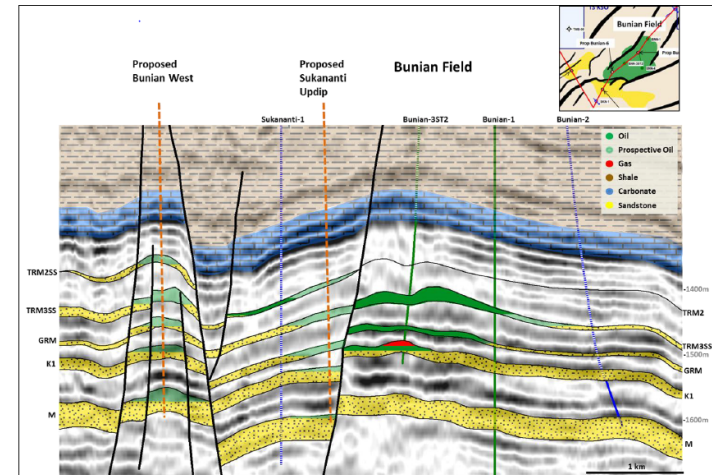 Bunian Field
Proposed
Bunian West
Proposed
Sukananti
Updip
Bunian Field
Sukananti-1
Bunian-3ST2
Bunian-1
Bunian-2
Oil
Prospective Oil
Gas
Shale
Carbonate
Sandstone
TRM2SS
TRM3SS
GRM
K1
M
-1400m
TRM2
TRM3SS
-1500m
GRM
K1
-1600m
M
1 km